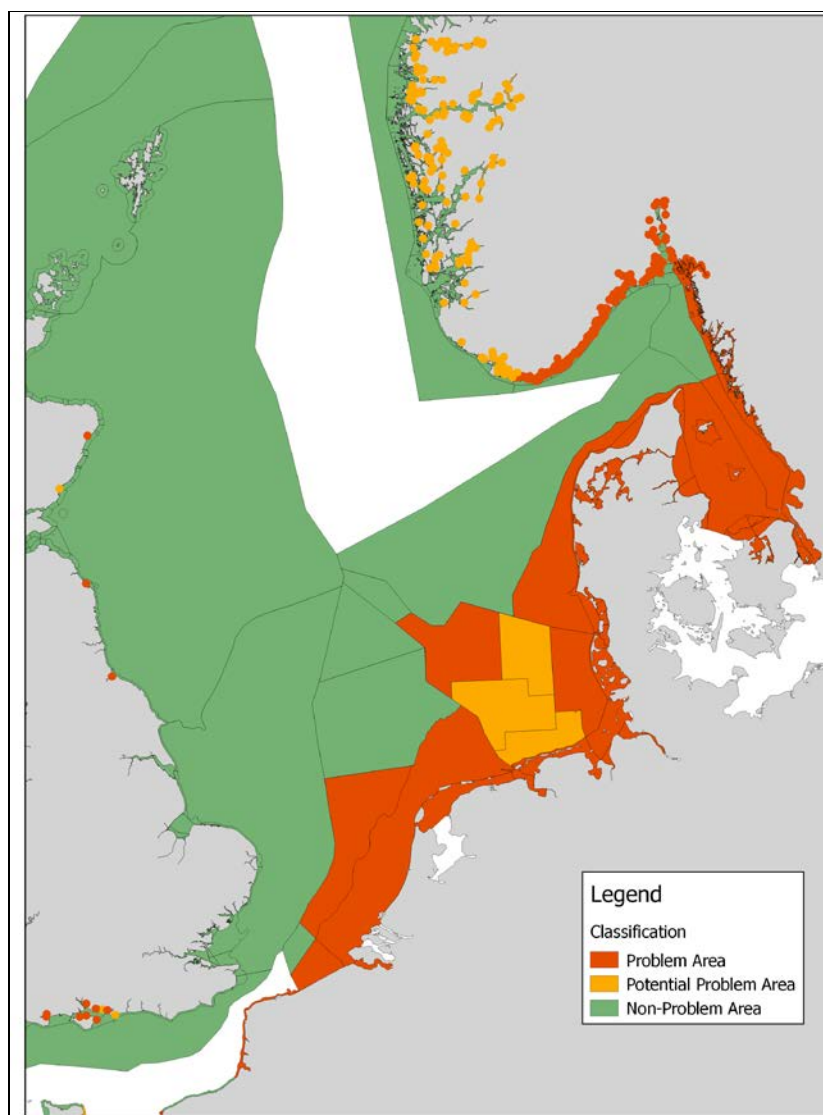 Legend
Classification
Problem Area
Potential Problem Area
Non-Problem Area